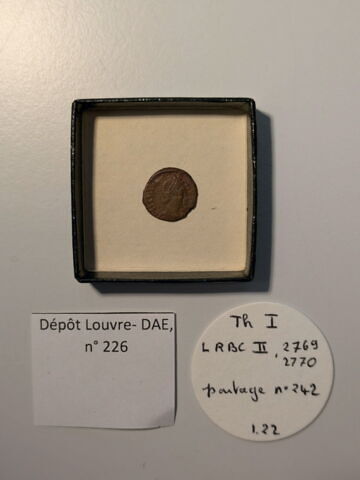 Dépôt Louvre- DAE,
n° 226
Th I
LRBC II, 2769
2770
partage n° 242
1.22